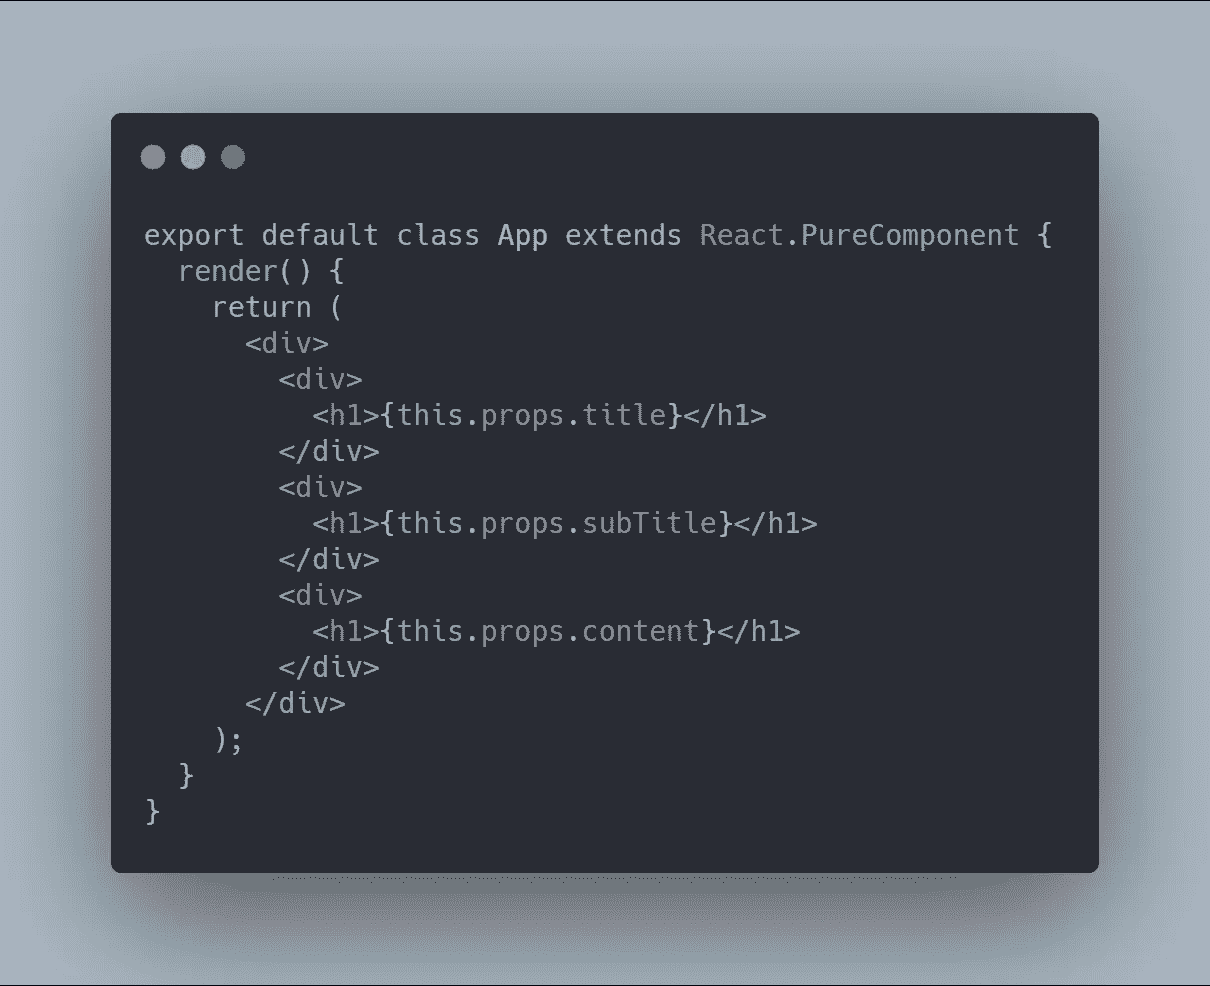 export default class App extends React.PureComponent {
  render() {
    return (
      <div>
        <div>
          <h1>{this.props.title}</h1>
        </div>
        <div>
          <h1>{this.props.subTitle}</h1>
        </div>
        <div>
          <h1>{this.props.content}</h1>
        </div>
      </div>
    );
  }
}